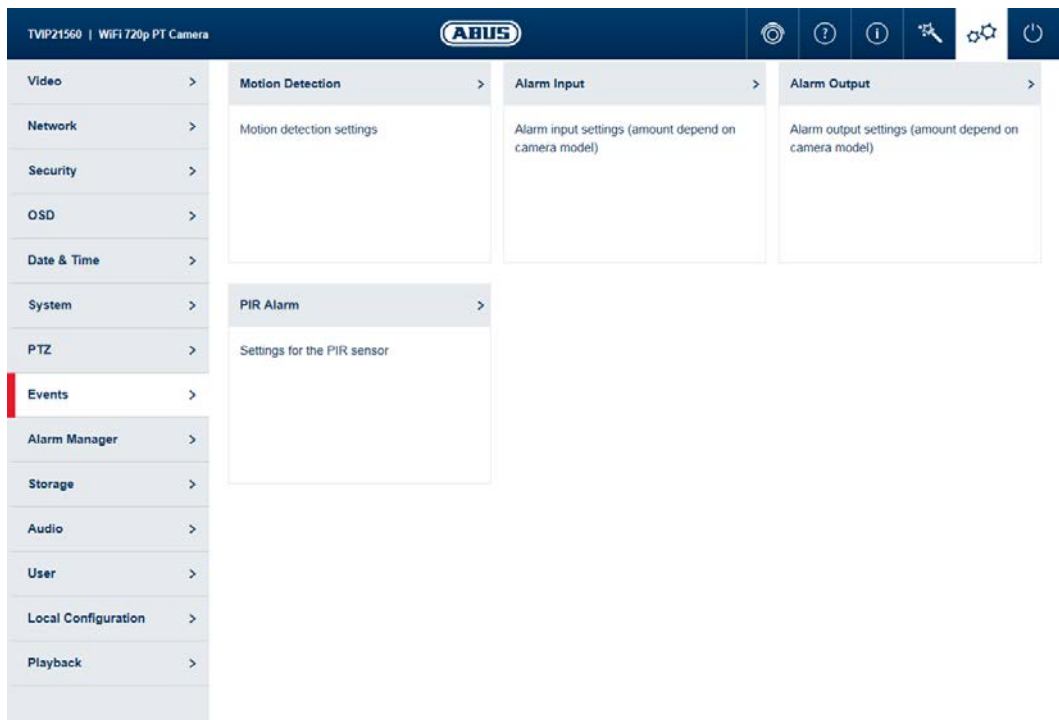 TVIP21560 | WiFi 720p PT Camera
ABUS
Video >
Network >
Security >
OSD >
Date & Time >
System >
PTZ >
Events >
Alarm Manager >
Storage >
Audio >
User >
Local Configuration >
Playback >
Motion Detection >
Motion detection settings
Alarm Input >
Alarm input settings (amount depend on
camera model)
Alarm Output >
Alarm output settings (amount depend on
camera model)
PIR Alarm >
Settings for the PIR sensor